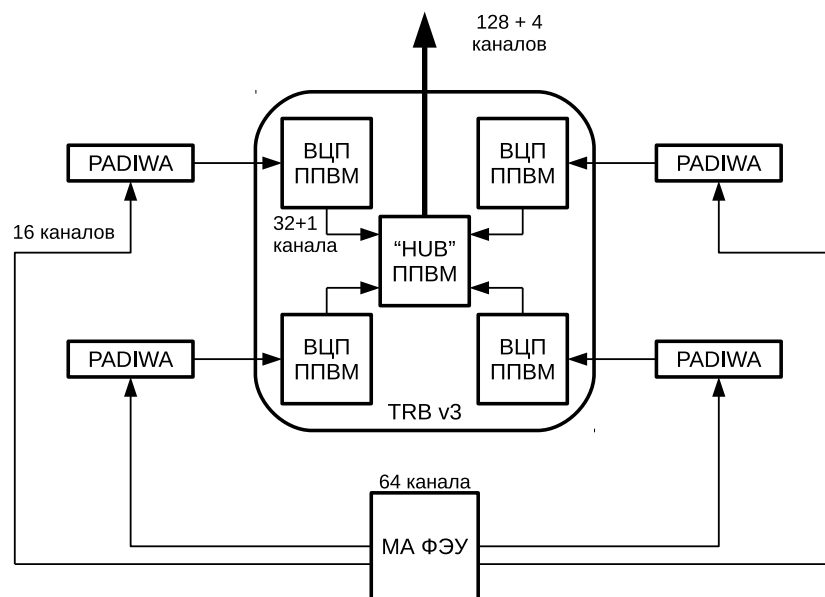 128 + 4
каналов
ВЦП
ППВМ
ВЦП
ППВМ
PADIWA
PADIWA
16 каналов
32+1
канала
“HUB”
ППВМ
ВЦП
ППВМ
ВЦП
ППВМ
PADIWA
PADIWA
TRB v3
64 канала
МА ФЭУ